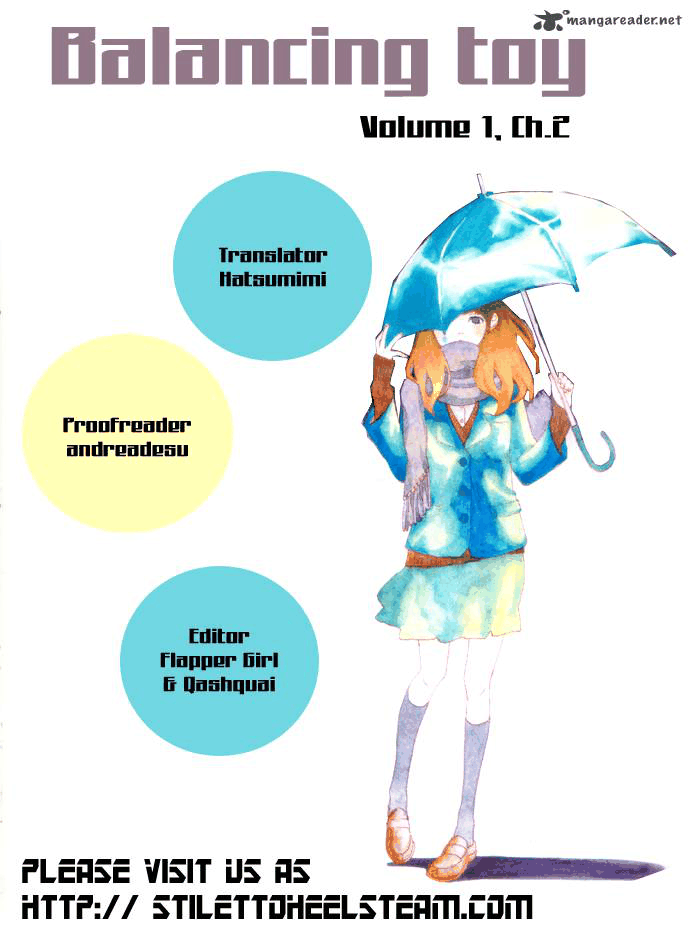 mangareader.net
Balancing toy
Volume 1, Ch.2
Translator
Hatsumimi
Proofreader
andreadesu
Editor
Flapper Girl
& Qashquai
PLEASE VISIT US AS
HTTP:// STILETTOHEELSTEAM.COM